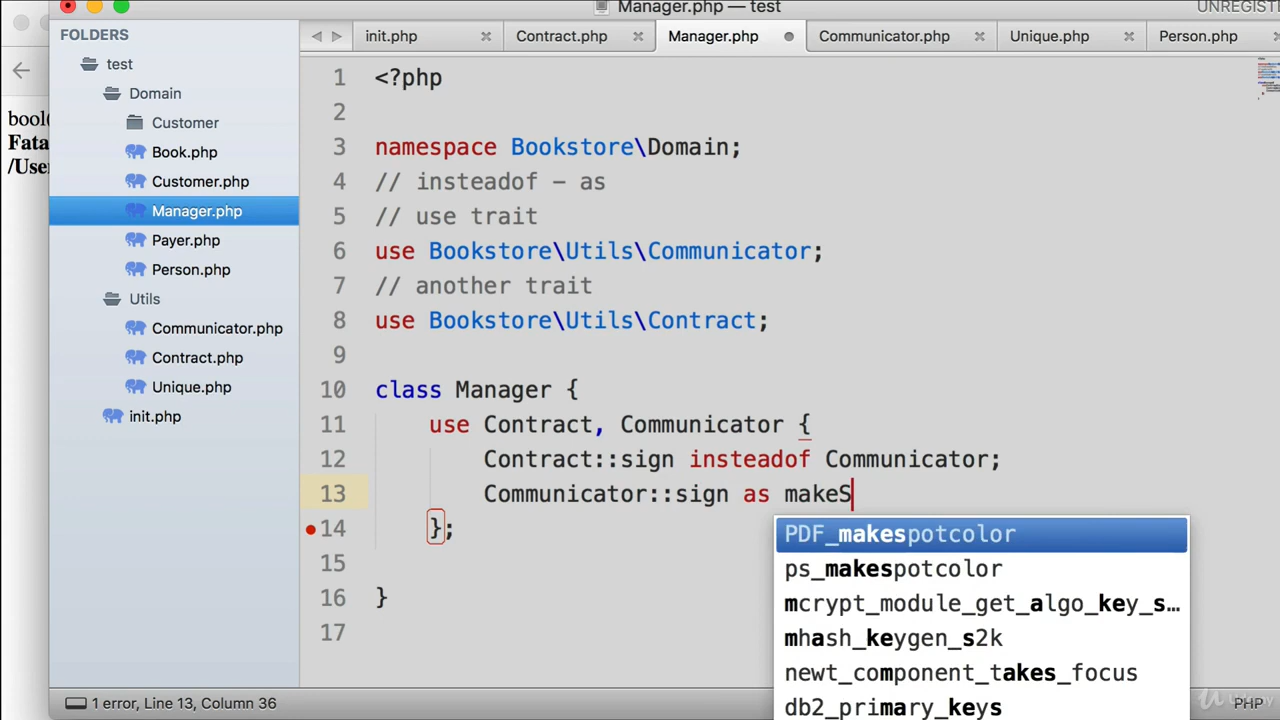 Manager.php — test
UNREGISTE
FOLDERS
test
Domain
Customer
Book.php
Customer.php
Manager.php
Payer.php
Person.php
Utils
Communicator.php
Contract.php
Unique.php
init.php
bool(
Fata
/User
init.php
Contract.php
Manager.php
Communicator.php
Unique.php
Person.php
1 <?php
2
3 namespace Bookstore\Domain;
4 // insteadof - as
5 // use trait
6 use Bookstore\Utils\Communicator;
7 // another trait
8 use Bookstore\Utils\Contract;
9
10 class Manager {
11 use Contract, Communicator {
12 Contract::sign insteadof Communicator;
13 Communicator::sign as makeS
14 };
15
16 }
17
PDF_makespotcolor
ps_makespotcolor
mcrypt_module_get_algo_key_s…
mhash_keygen_s2k
newt_component_takes_focus
db2_primary_keys
1 error, Line 13, Column 36
PHP